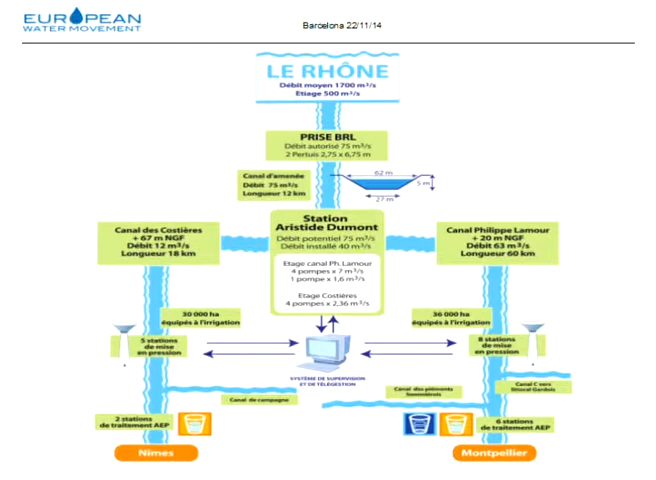 EUROPEAN
WATER MOVEMENT
Barcelona 22/11/14
LE RHÔNE
Débit moyen 1700 m³/s
Etiage 500 m³/s
PRISE BRL
Débit autorisé 75 m³/s
2 Pertuis 2,75 x 6,75 m
Canal d'amenée
Débit 75 m³/s
Longueur 12 km
62 m
5 m
27 m
Station
Aristide Dumont
Débit potentiel 75 m³/s
Débit installé 40 m³/s
Etage canal Ph. Lamour
4 pompes x 7 m³/s
1 pompe x 1,6 m³/s
Etage Costières
4 pompes x 2,36 m³/s
Canal des Costières
+ 67 m NGF
Débit 12 m³/s
Longueur 18 km
Canal Philippe Lamour
+ 20 m NGF
Débit 63 m³/s
Longueur 60 km
30 000 ha
équipés à l'irrigation
36 000 ha
équipés à l'irrigation
5 stations
de mise
en pression
8 stations
de mise
en pression
SYSTÈME DE SUPERVISION
ET DE TÉLÉGESTION
Canal de campagne
Canal des
Sommiérois
Canal C vers
littoral Gardois
2 stations
de traitement AEP
6 stations
de traitement AEP
Nîmes
Montpellier